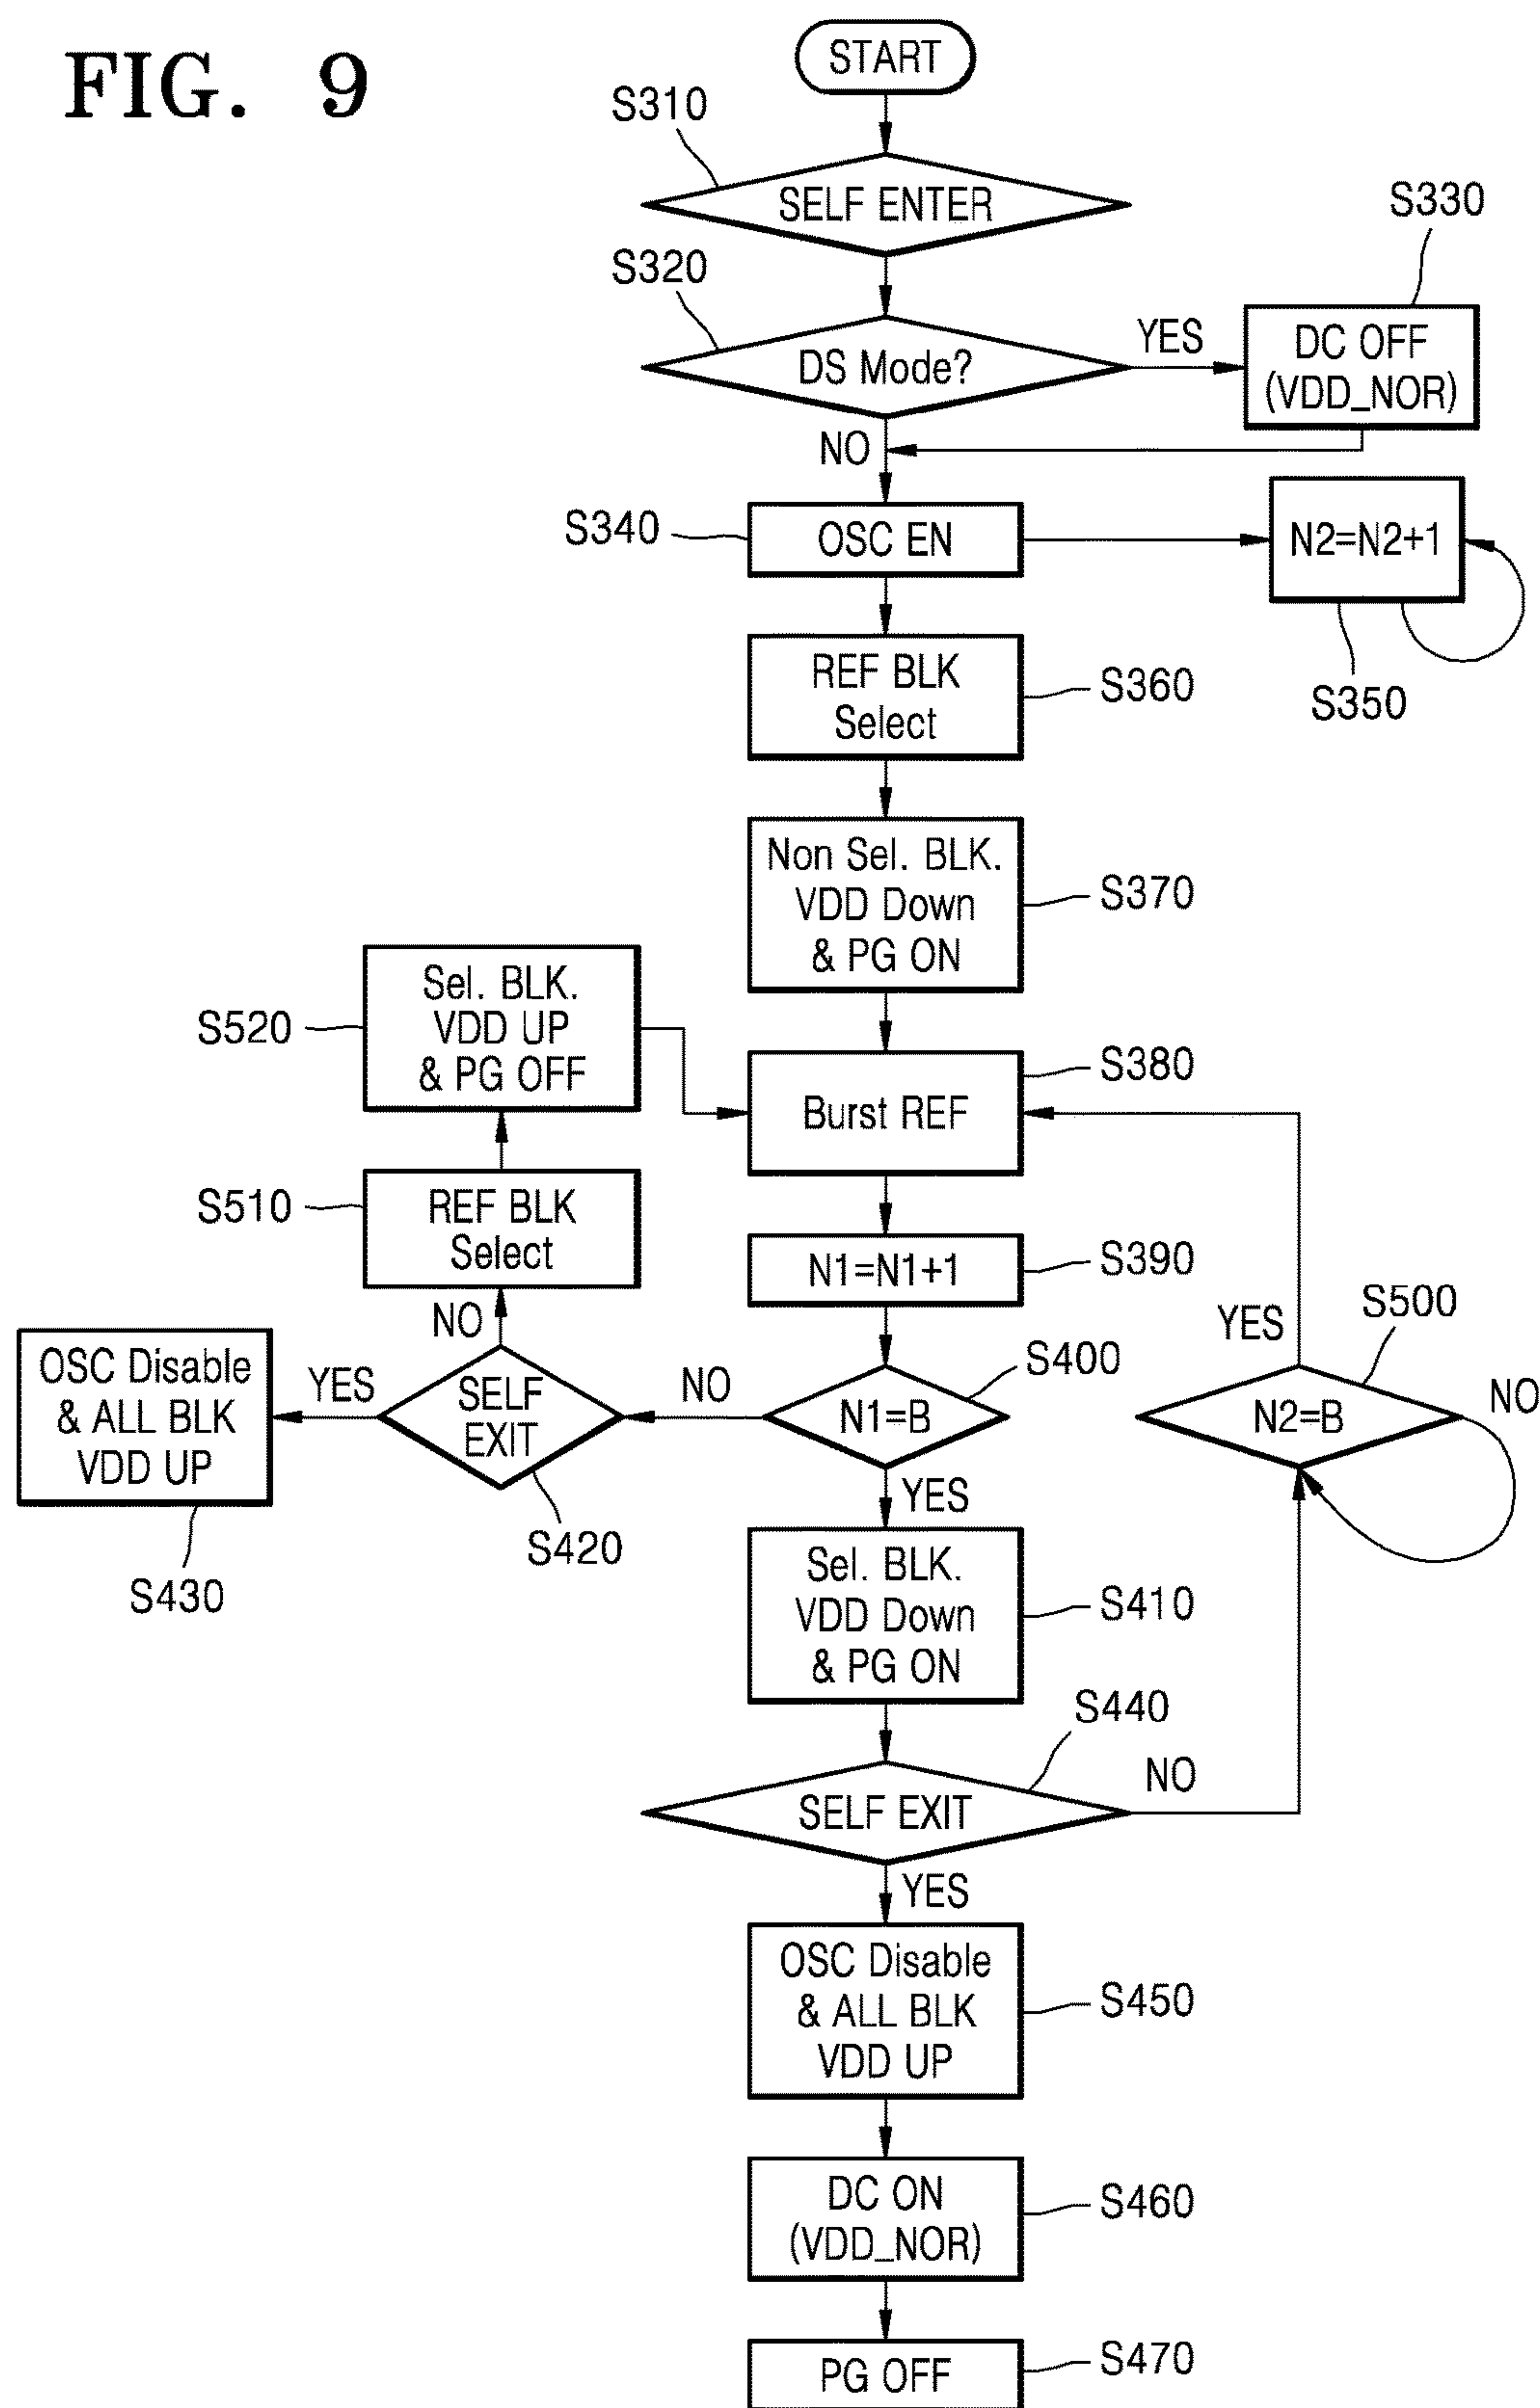 FIG. 9
START
S310
SELF ENTER
S320
DS Mode?
YES
S330
DC OFF
(VDD_NOR)
NO
S340
OSC EN
N2=N2+1
S350
REF BLK
Select
S360
Non Sel. BLK.
VDD Down
& PG ON
S370
S520
Sel. BLK.
VDD UP
& PG OFF
Burst REF
S380
S510
REF BLK
Select
N1=N1+1
S390
NO
OSC Disable
& ALL BLK
VDD UP
S430
YES
SELF
EXIT
S420
NO
N1=B
S400
YES
YES
S500
N2=B
NO
Sel. BLK.
VDD Down
& PG ON
S410
S440
SELF EXIT
NO
YES
OSC Disable
& ALL BLK
VDD UP
S450
DC ON
(VDD_NOR)
S460
PG OFF
S470